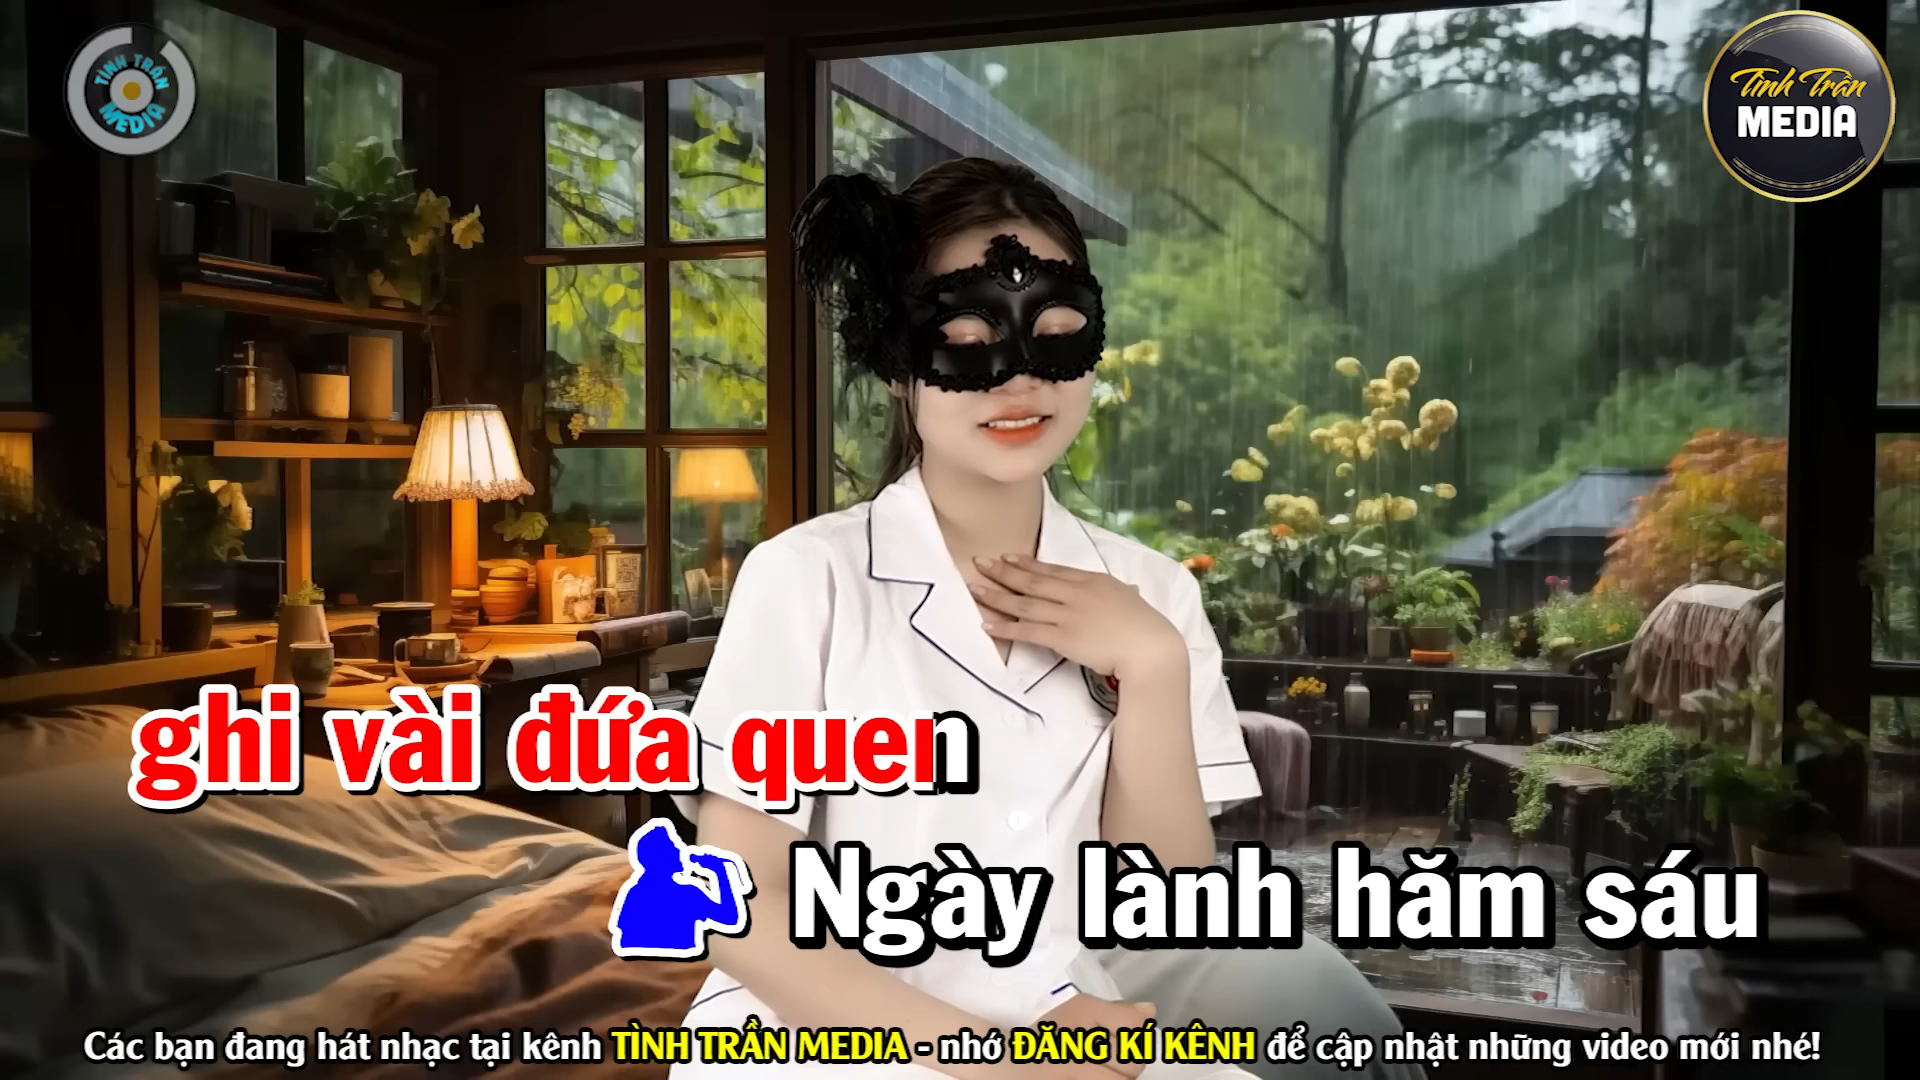 TÌNH TRẦN
MEDIA
Tình Trần
MEDIA
ghi vài đứa quen
Ngày lành hăm sáu
Các bạn đang hát nhạc tại kênh TÌNH TRẦN MEDIA - nhớ ĐĂNG KÍ KÊNH để cập nhật những video mới nhé!